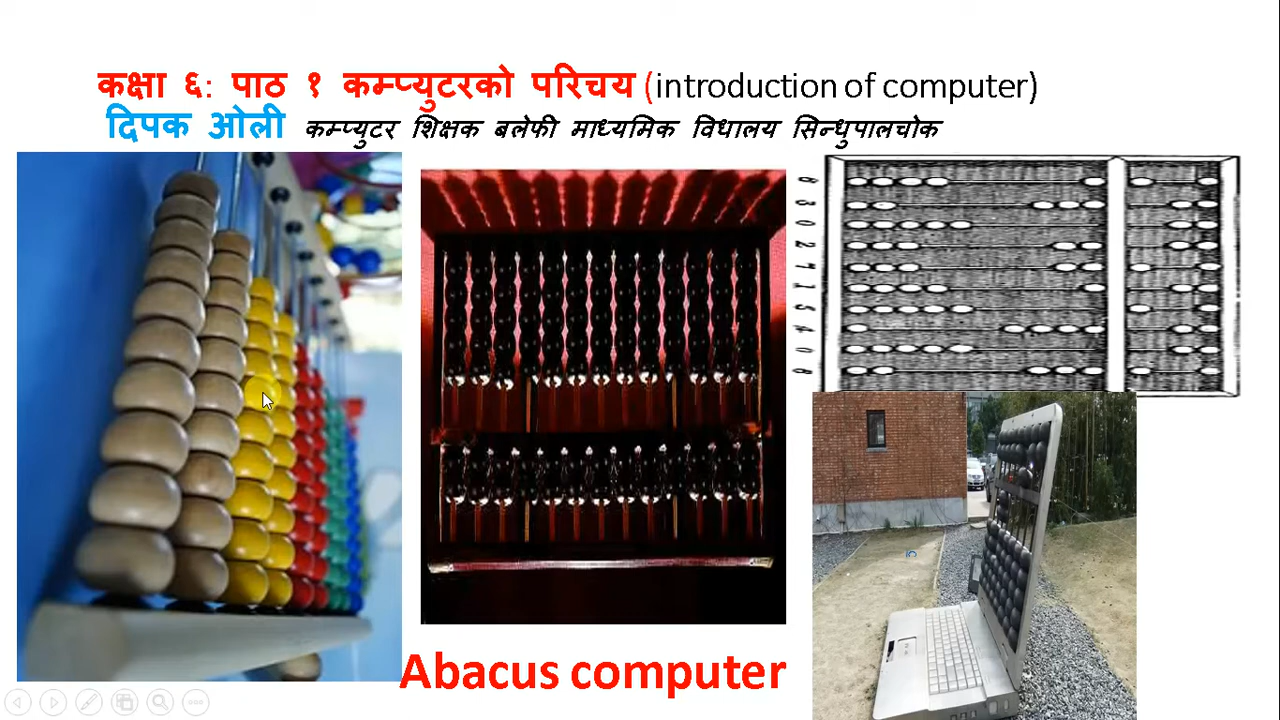 कक्षा ६: पाठ १ कम्प्युटरको परिचय (introduction of computer)
दिपक ओली कम्प्युटर शिक्षक बलेफी माध्यमिक विधालय सिन्धुपालचोक
Abacus computer